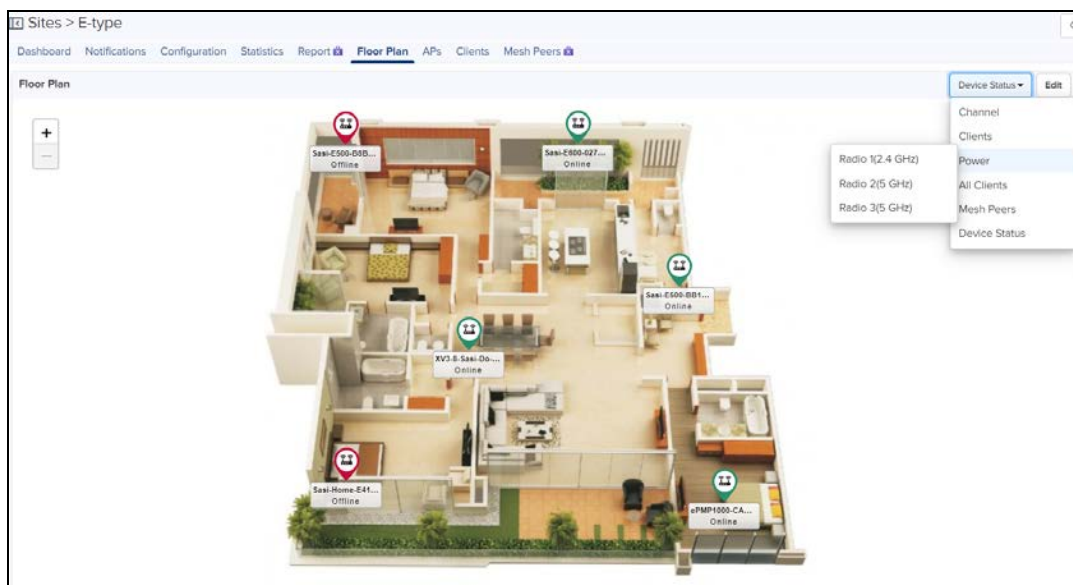 Sites > E-type
Dashboard Notifications Configuration Statistics Report Floor Plan APs Clients Mesh Peers
Floor Plan
Device Status
Edit
Channel
Clients
Power
All Clients
Mesh Peers
Device Status
Radio 1(2.4 GHz)
Radio 2(5 GHz)
Radio 3(5 GHz)
+
−
Sasi-E500-B8B...
Offline
Sasi-E600-027...
Online
Sasi-E500-BB1...
Online
XV3-8-Sasi-Do-...
Online
Sasi-Home-E41...
Offline
ePMP1000-CA...
Online